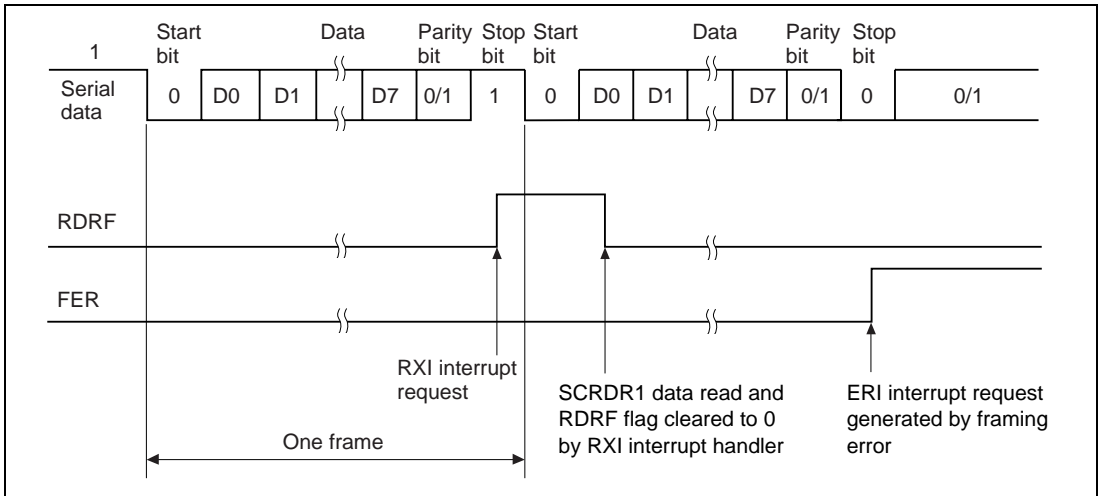 Start bit Data Parity bit Stop bit Start bit Data Parity bit Stop bit
1
Serial data 0 D0 D1 D7 0/1 1 0 D0 D1 D7 0/1 0 0/1
RDRF
FER
RXI interrupt
request
SCRDR1 data read and
RDRF flag cleared to 0
by RXI interrupt handler
ERI interrupt request
generated by framing
error
One frame